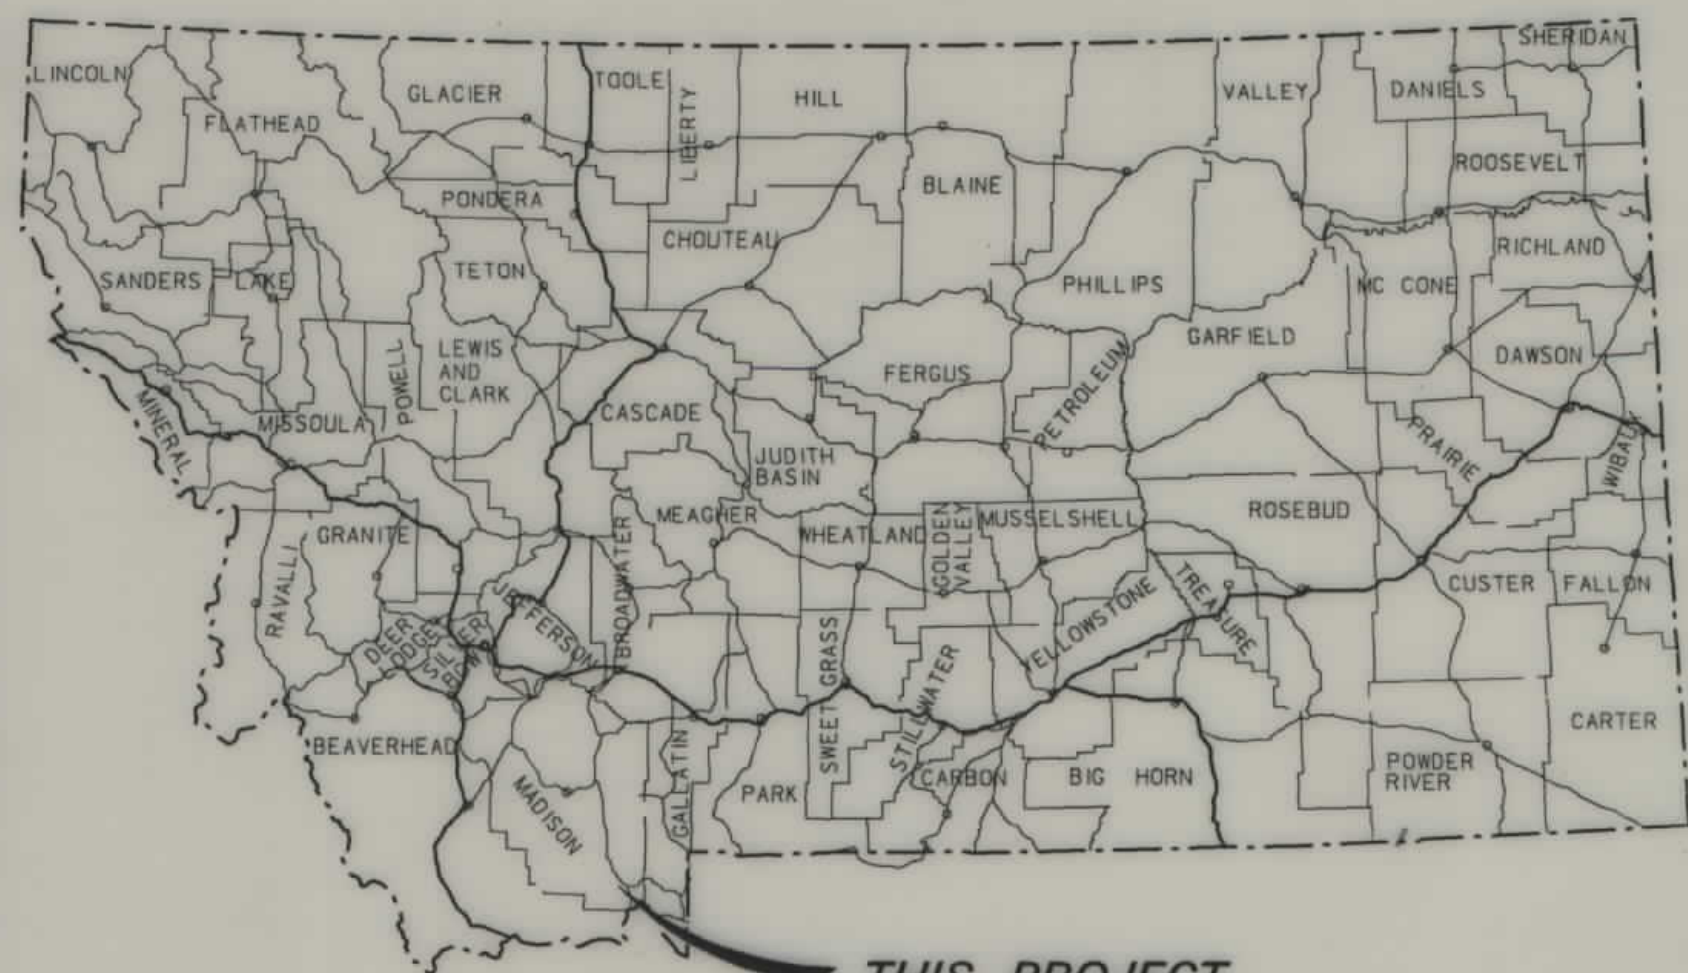 SHERIDAN
LINCOLN
TOOLE
GLACIER
HILL
VALLEY
DANIELS
LIBERTY
FLATHEAD
ROOSEVELT
BLAINE
PONDERA
CHOUTEAU
RICHLAND
TETON
SANDERS
LAKE
PHILLIPS
MC CONE
GARFIELD
LEWIS
AND
CLARK
POWELL
FERGUS
PETROLEUM
DAWSON
CASCADE
MINERAL
MISSOULA
PRAIRIE
WIBAUX
JUDITH
BASIN
MEAGHER
WHEATLAND
GOLDEN
VALLEY
MUSSELSHELL
ROSEBUD
GRANITE
RAVALLI
BROADWATER
JEFFERSON
YELLOWSTONE
TREASURE
CUSTER
FALLON
DEER
LODGE
SILVER
BOW
SWEET GRASS
STILLWATER
CARTER
BEAVERHEAD
MADISON
GALLATIN
PARK
CARBON
BIG HORN
POWDER
RIVER
THIS PROJECT